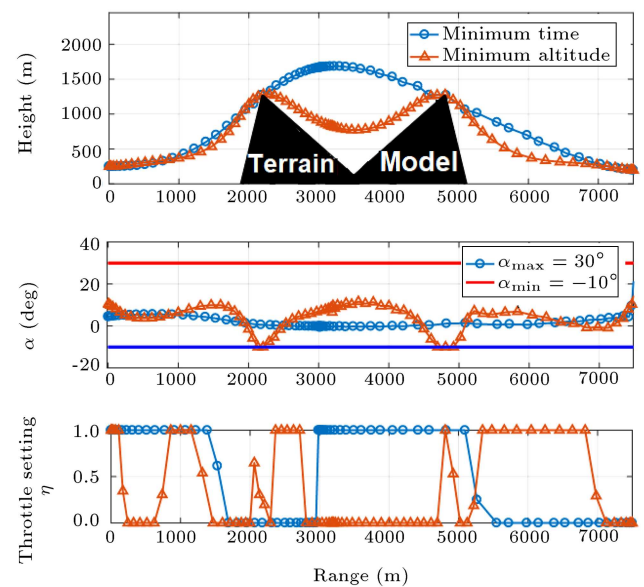 Height (m)
2000
1500
1000
500
0
Minimum time
Minimum altitude
Terrain Model
0 1000 2000 3000 4000 5000 6000 7000
α (deg)
40
20
0
-20
α_max = 30°
α_min = −10°
0 1000 2000 3000 4000 5000 6000 7000
Throttle setting
η
1.0
0.5
0.0
0 1000 2000 3000 4000 5000 6000 7000
Range (m)